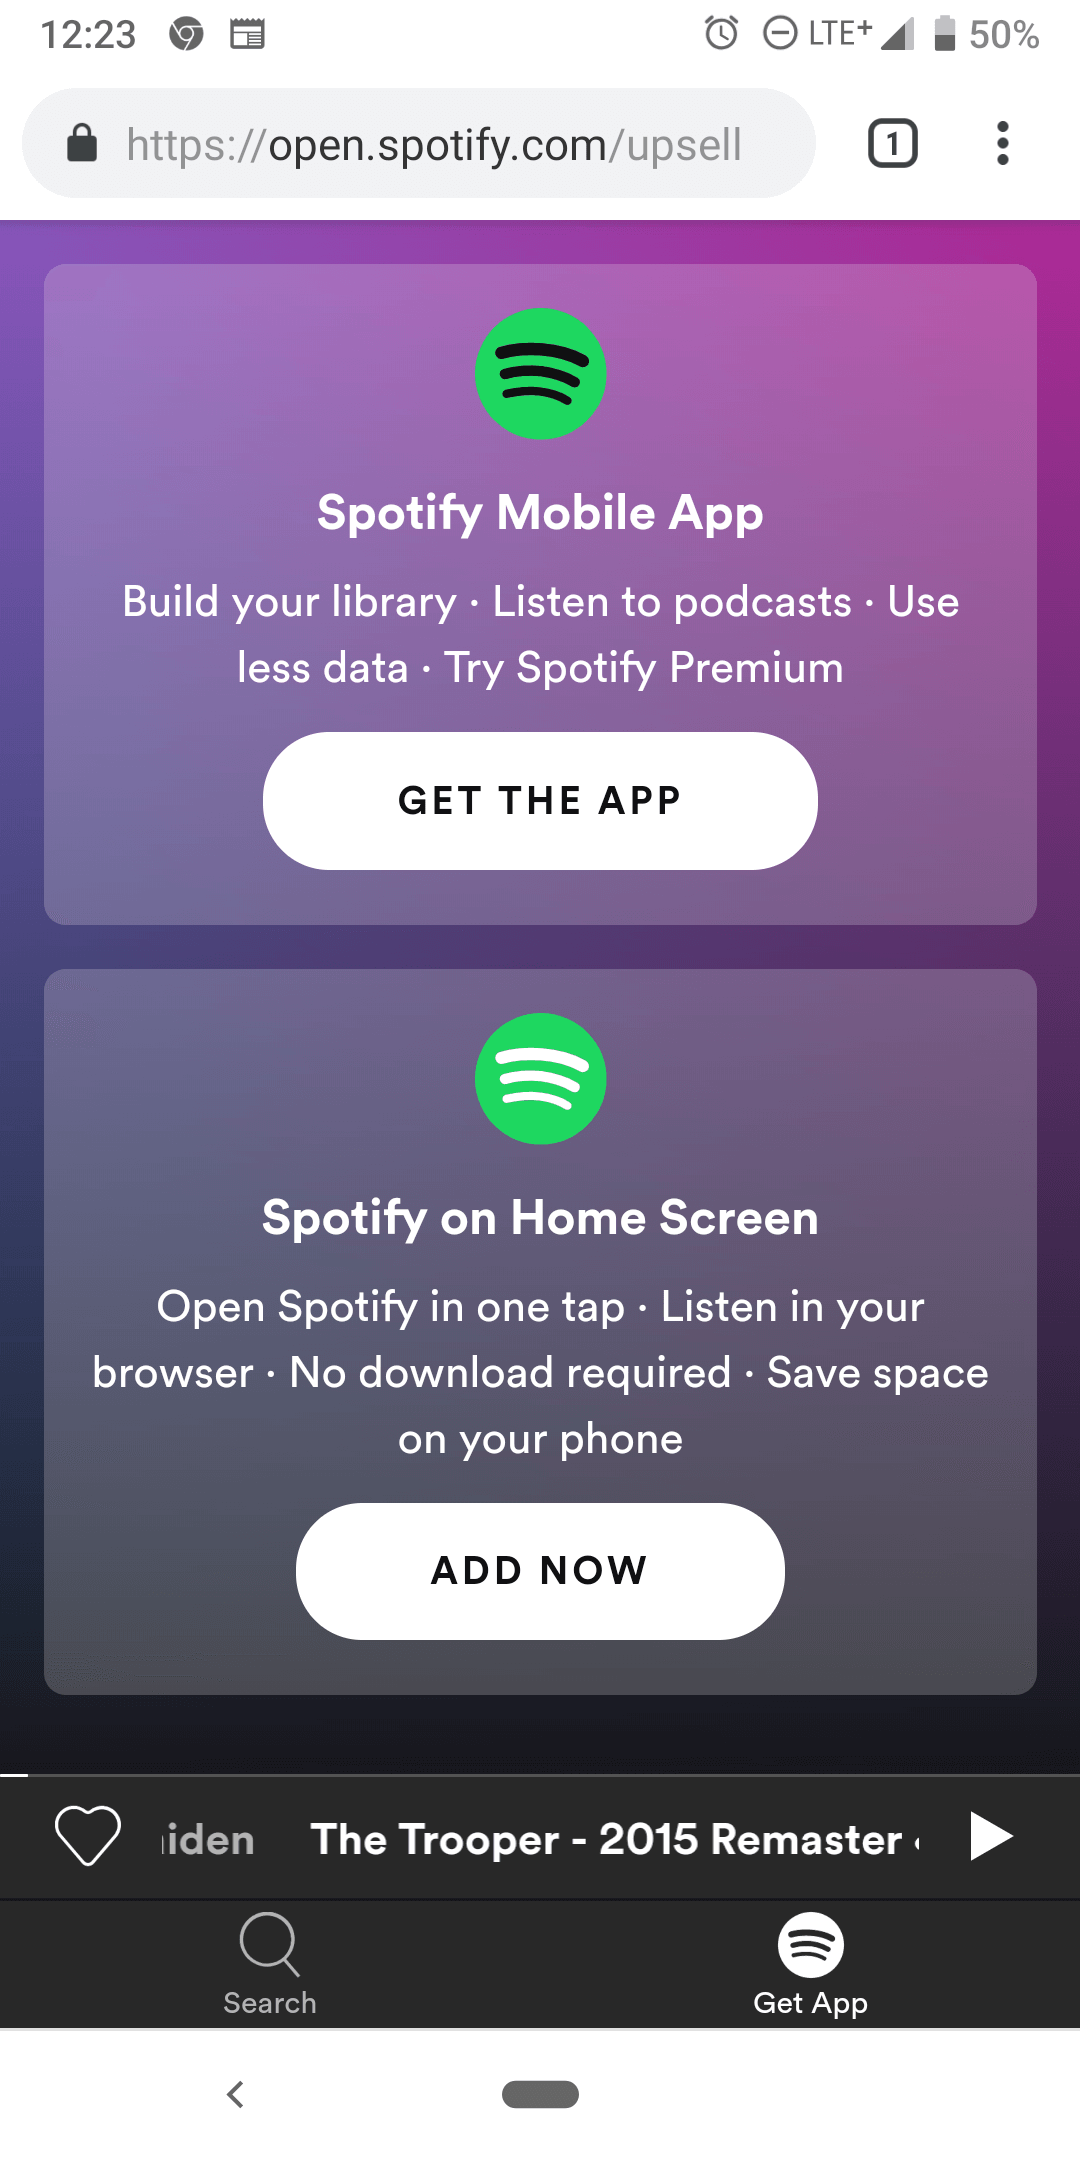 12:23 LTE+ 50%
https://open.spotify.com/upsell 1
Spotify Mobile App
Build your library · Listen to podcasts · Use
less data · Try Spotify Premium
GET THE APP
Spotify on Home Screen
Open Spotify in one tap · Listen in your
browser · No download required · Save space
on your phone
ADD NOW
iden The Trooper - 2015 Remaster
Search Get App